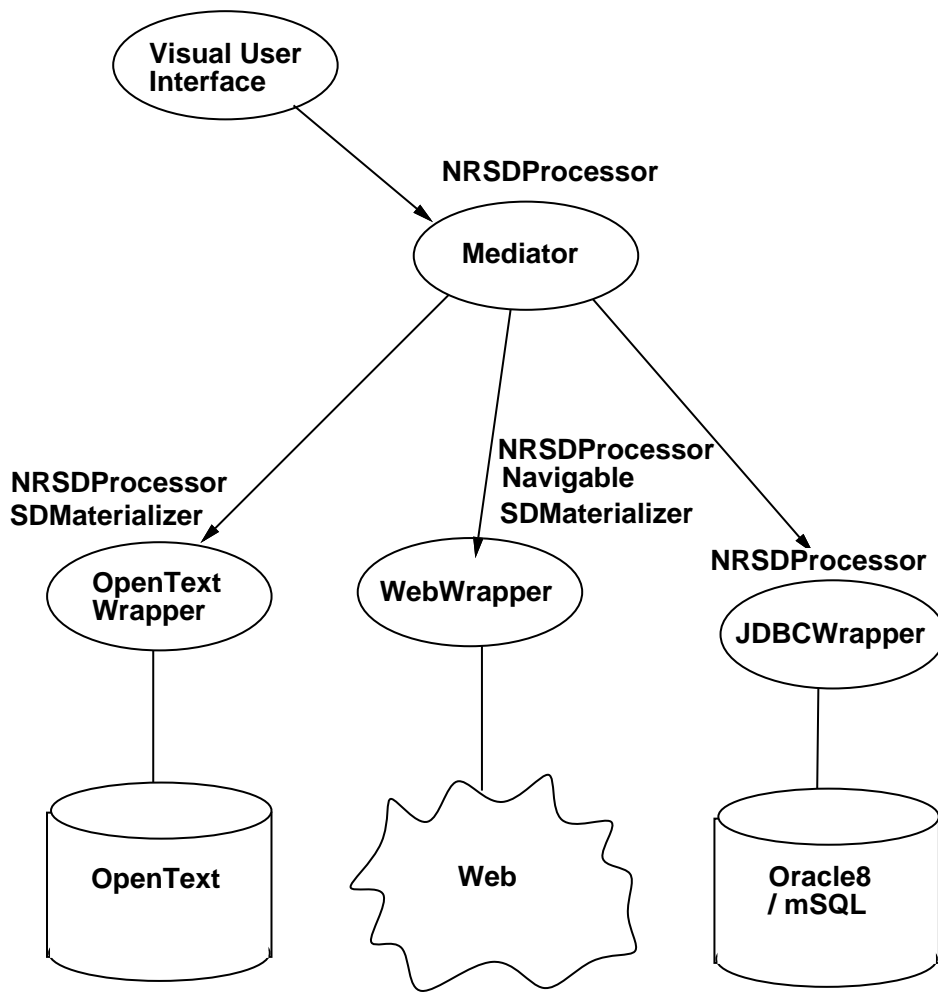 Visual User
Interface
NRSDProcessor
Mediator
NRSDProcessor
Navigable
SDMaterializer
NRSDProcessor
SDMaterializer
NRSDProcessor
OpenText
Wrapper
WebWrapper
JDBCWrapper
OpenText
Web
Oracle8
/ mSQL